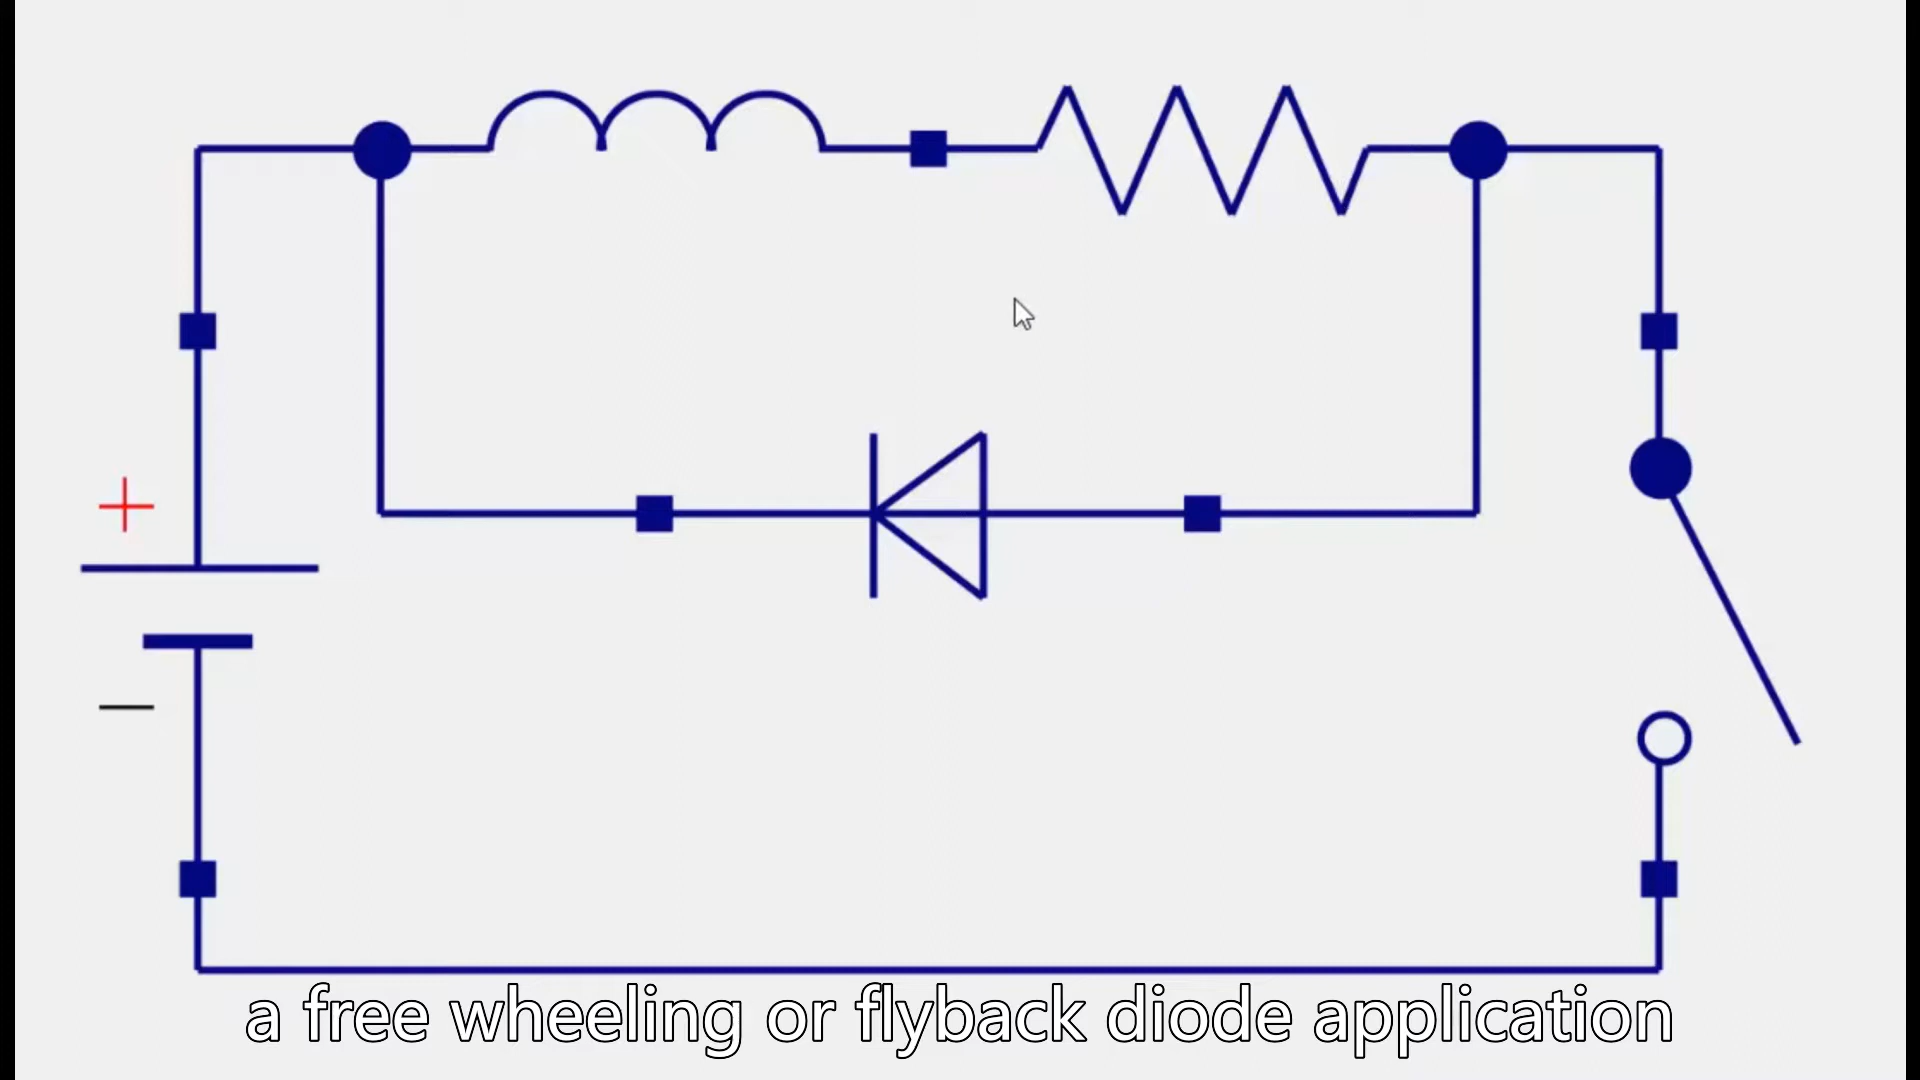 +
—
a free wheeling or flyback diode application